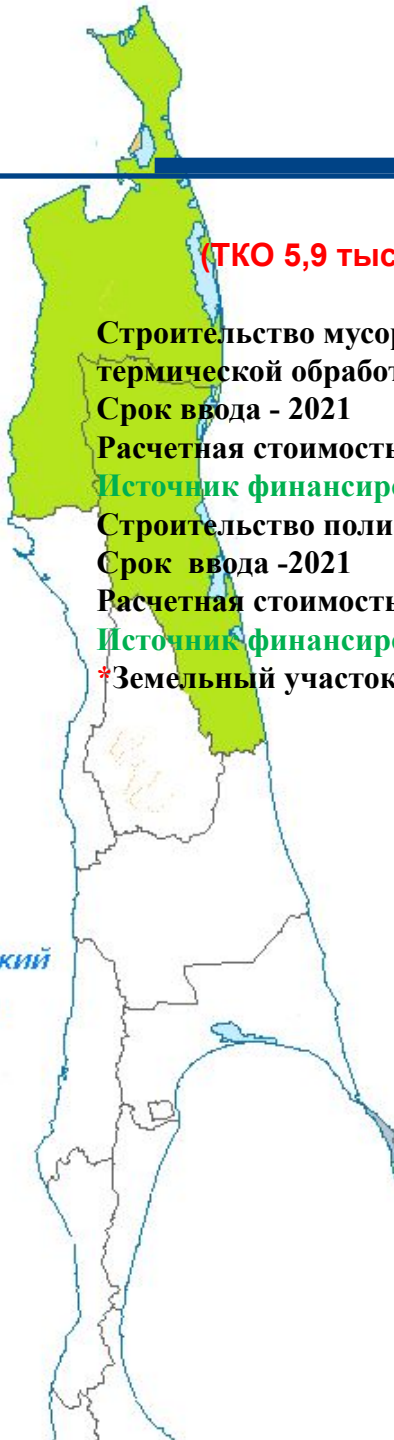 (ТКО 5,9 тыс
Строительство мусор
термической обработ
Срок ввода - 2021
Расчетная стоимость
Источник финансиро
Строительство поли
Срок ввода -2021
Расчетная стоимость
Источник финансиро
*Земельный участок
кий